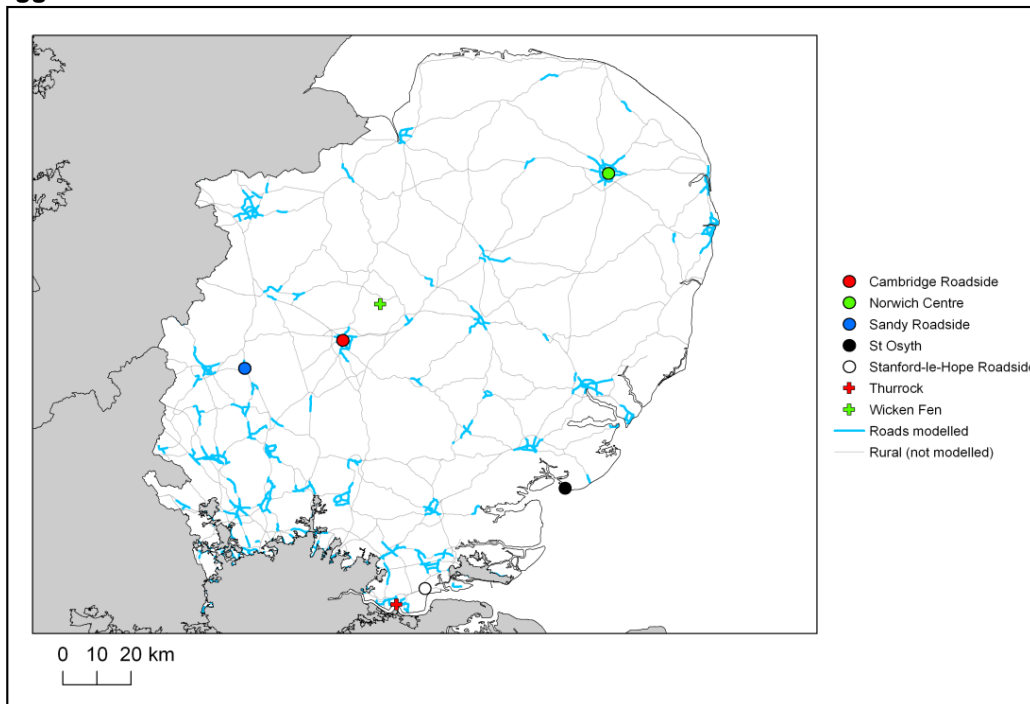 Cambridge Roadside
Norwich Centre
Sandy Roadside
St Osyth
Stanford-le-Hope Roadside
Thurrock
Wicken Fen
Roads modelled
Rural (not modelled)
0 10 20 km